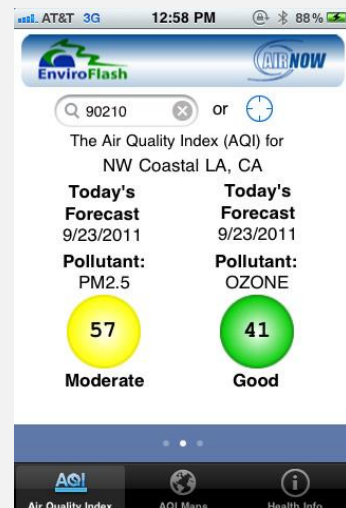 AT&T 3G 12:58 PM 88%
EnviroFlash AIRNOW
90210 or
The Air Quality Index (AQI) for
NW Coastal LA, CA
Today's Today's
Forecast Forecast
9/23/2011 9/23/2011
Pollutant: Pollutant:
PM2.5 OZONE
57 41
Moderate Good
AQI
Air Quality Index AQI Maps Health Info